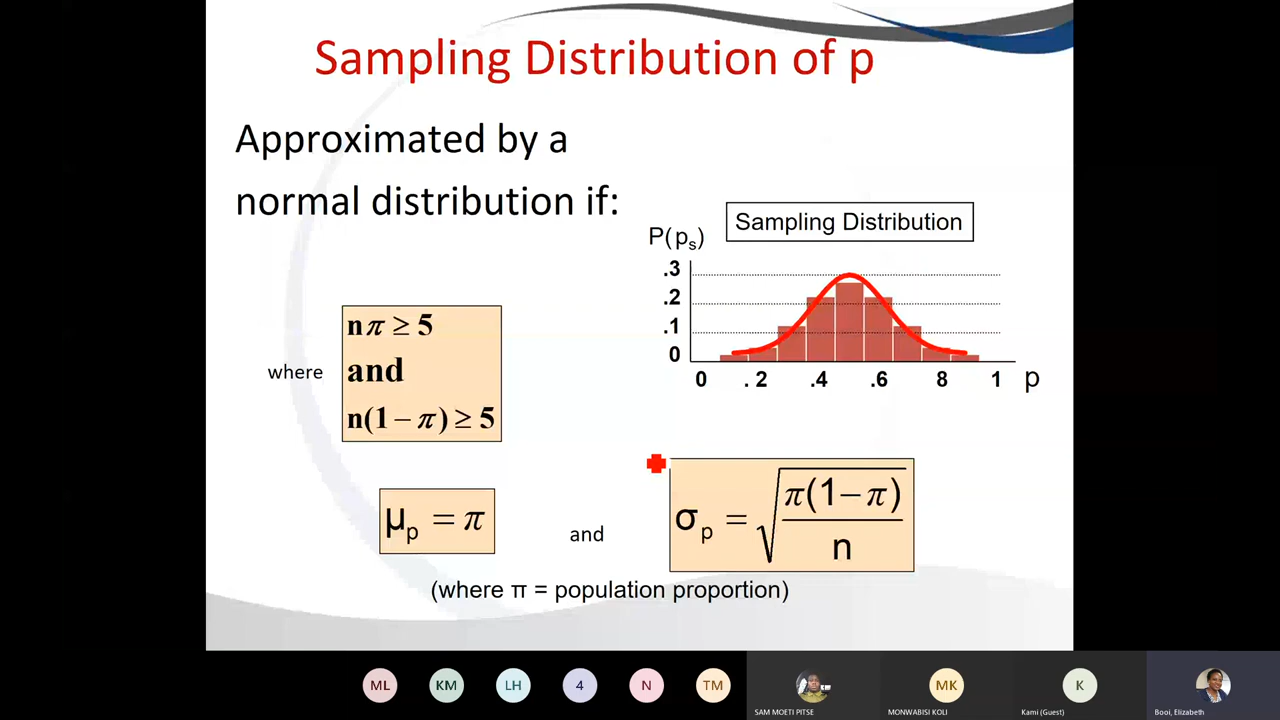 Sampling Distribution of p
Approximated by a
normal distribution if:
Sampling Distribution
P(pₛ)
.3
.2
.1
0
0 . 2 .4 .6 8 1 p
where
nπ ≥ 5
and
n(1 − π) ≥ 5
μₚ = π
and
σₚ = √(π(1−π)/n)
(where π = population proportion)
ML KM LH 4 N TM MK K
SAM MOETI PITSE MONWABISI KOLI Kami (Guest) Booi, Elizabeth